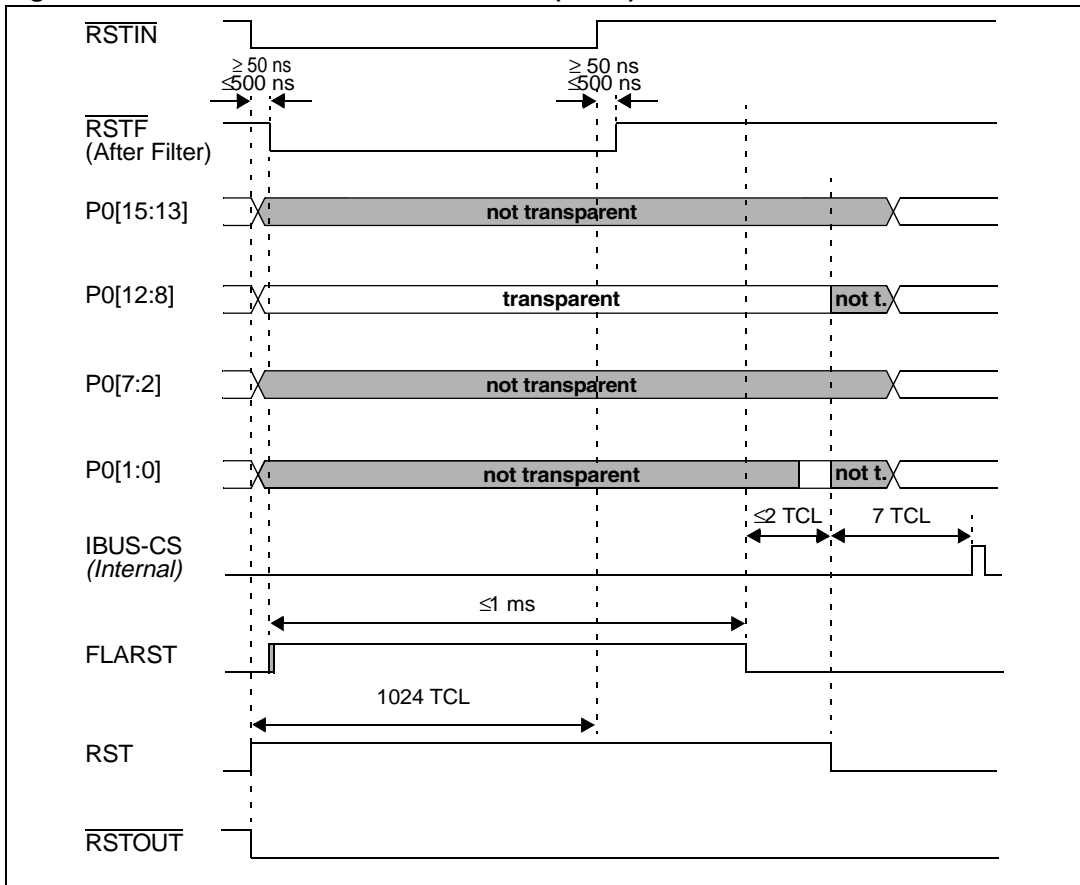 RSTIN
≥ 50 ns ≥ 50 ns
≤500 ns ≤500 ns
RSTF
(After Filter)
P0[15:13] not transparent
P0[12:8] transparent not t.
P0[7:2] not transparent
P0[1:0] not transparent not t.
≤2 TCL 7 TCL
IBUS-CS
(Internal)
≤1 ms
FLARST
1024 TCL
RST
RSTOUT